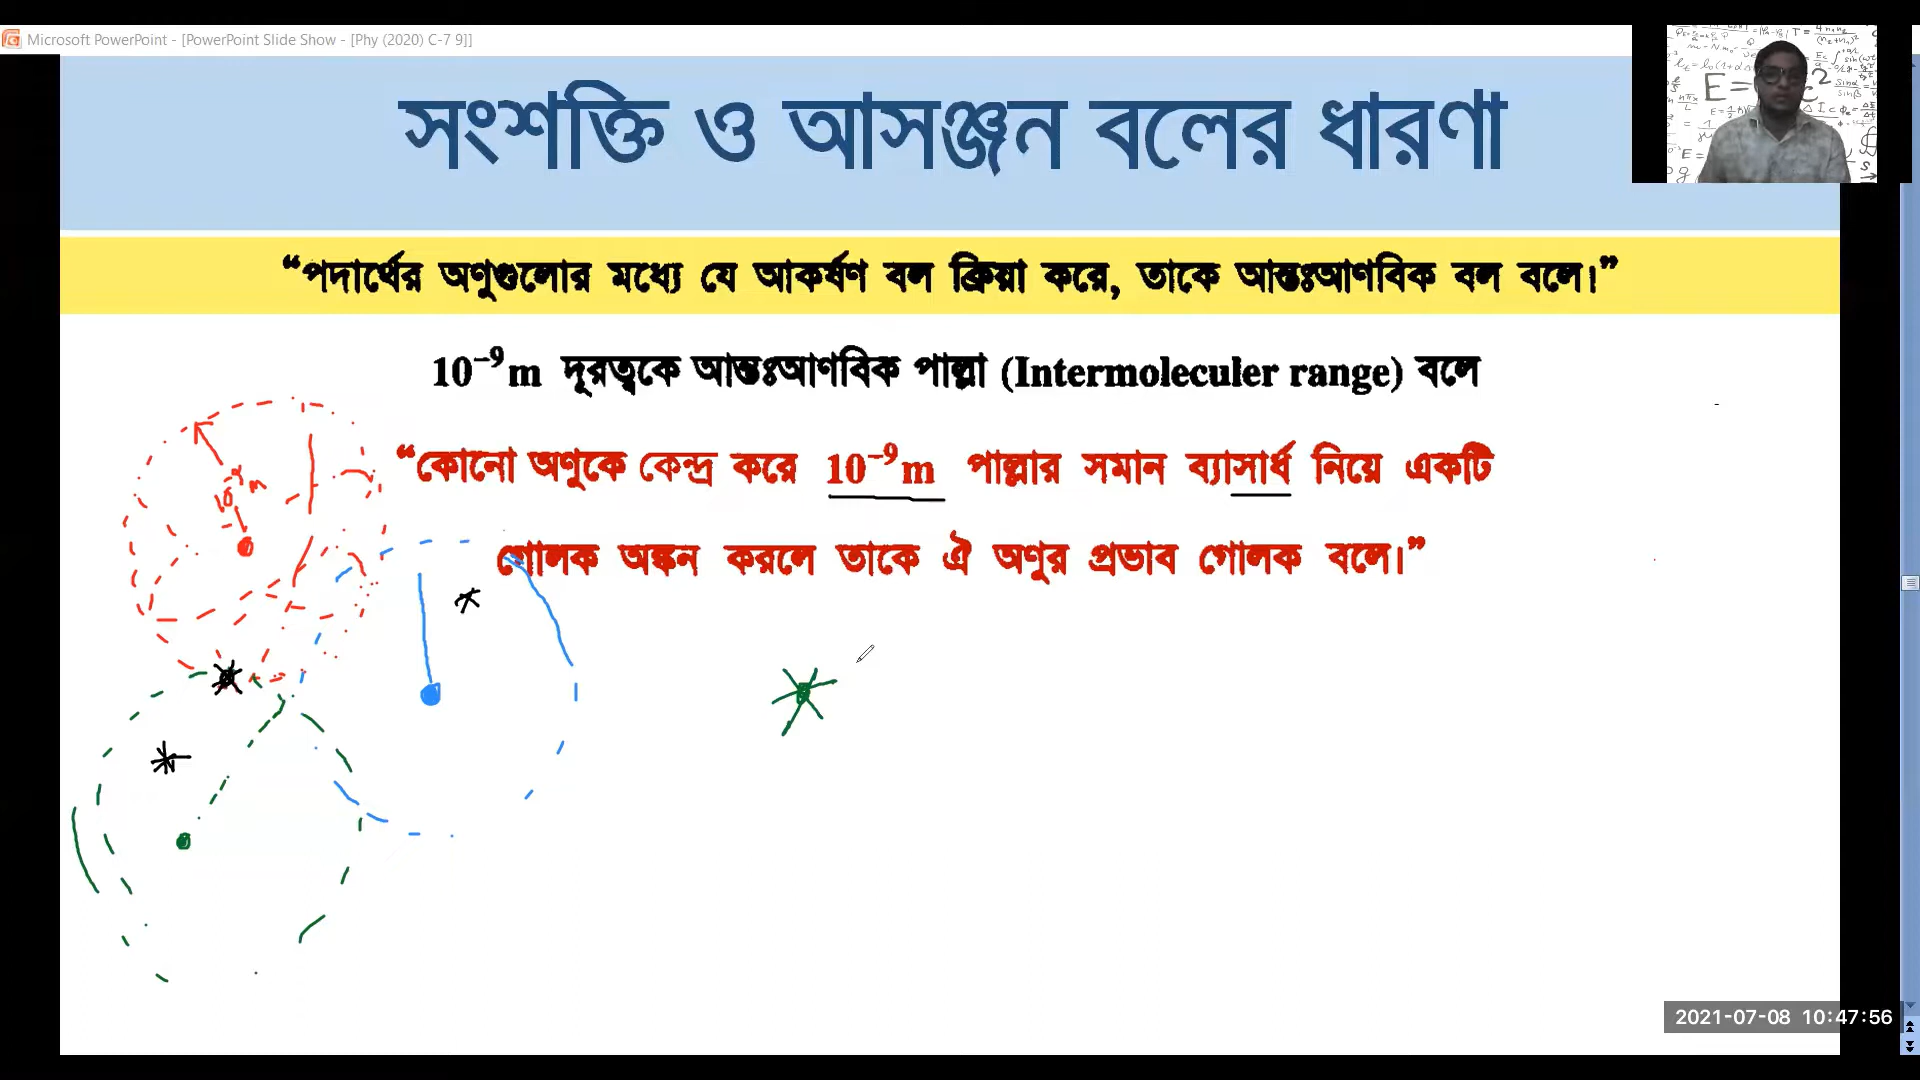 Microsoft PowerPoint - [PowerPoint Slide Show - [Phy (2020) C-7 9]]
সংশক্তি ও আসঞ্জন বলের ধারণা
“পদার্থের অণুগুলোর মধ্যে যে আকর্ষণ বল ক্রিয়া করে, তাকে আন্তঃআণবিক বল বলে।”
10⁻⁹m দূরত্বকে আন্তঃআণবিক পাল্লা (Intermoleculer range) বলে
“কোনো অণুকে কেন্দ্র করে 10⁻⁹m পাল্লার সমান ব্যাসার্ধ নিয়ে একটি
গোলক অঙ্কন করলে তাকে ঐ অণুর প্রভাব গোলক বলে।”
2021-07-08 10:47:56